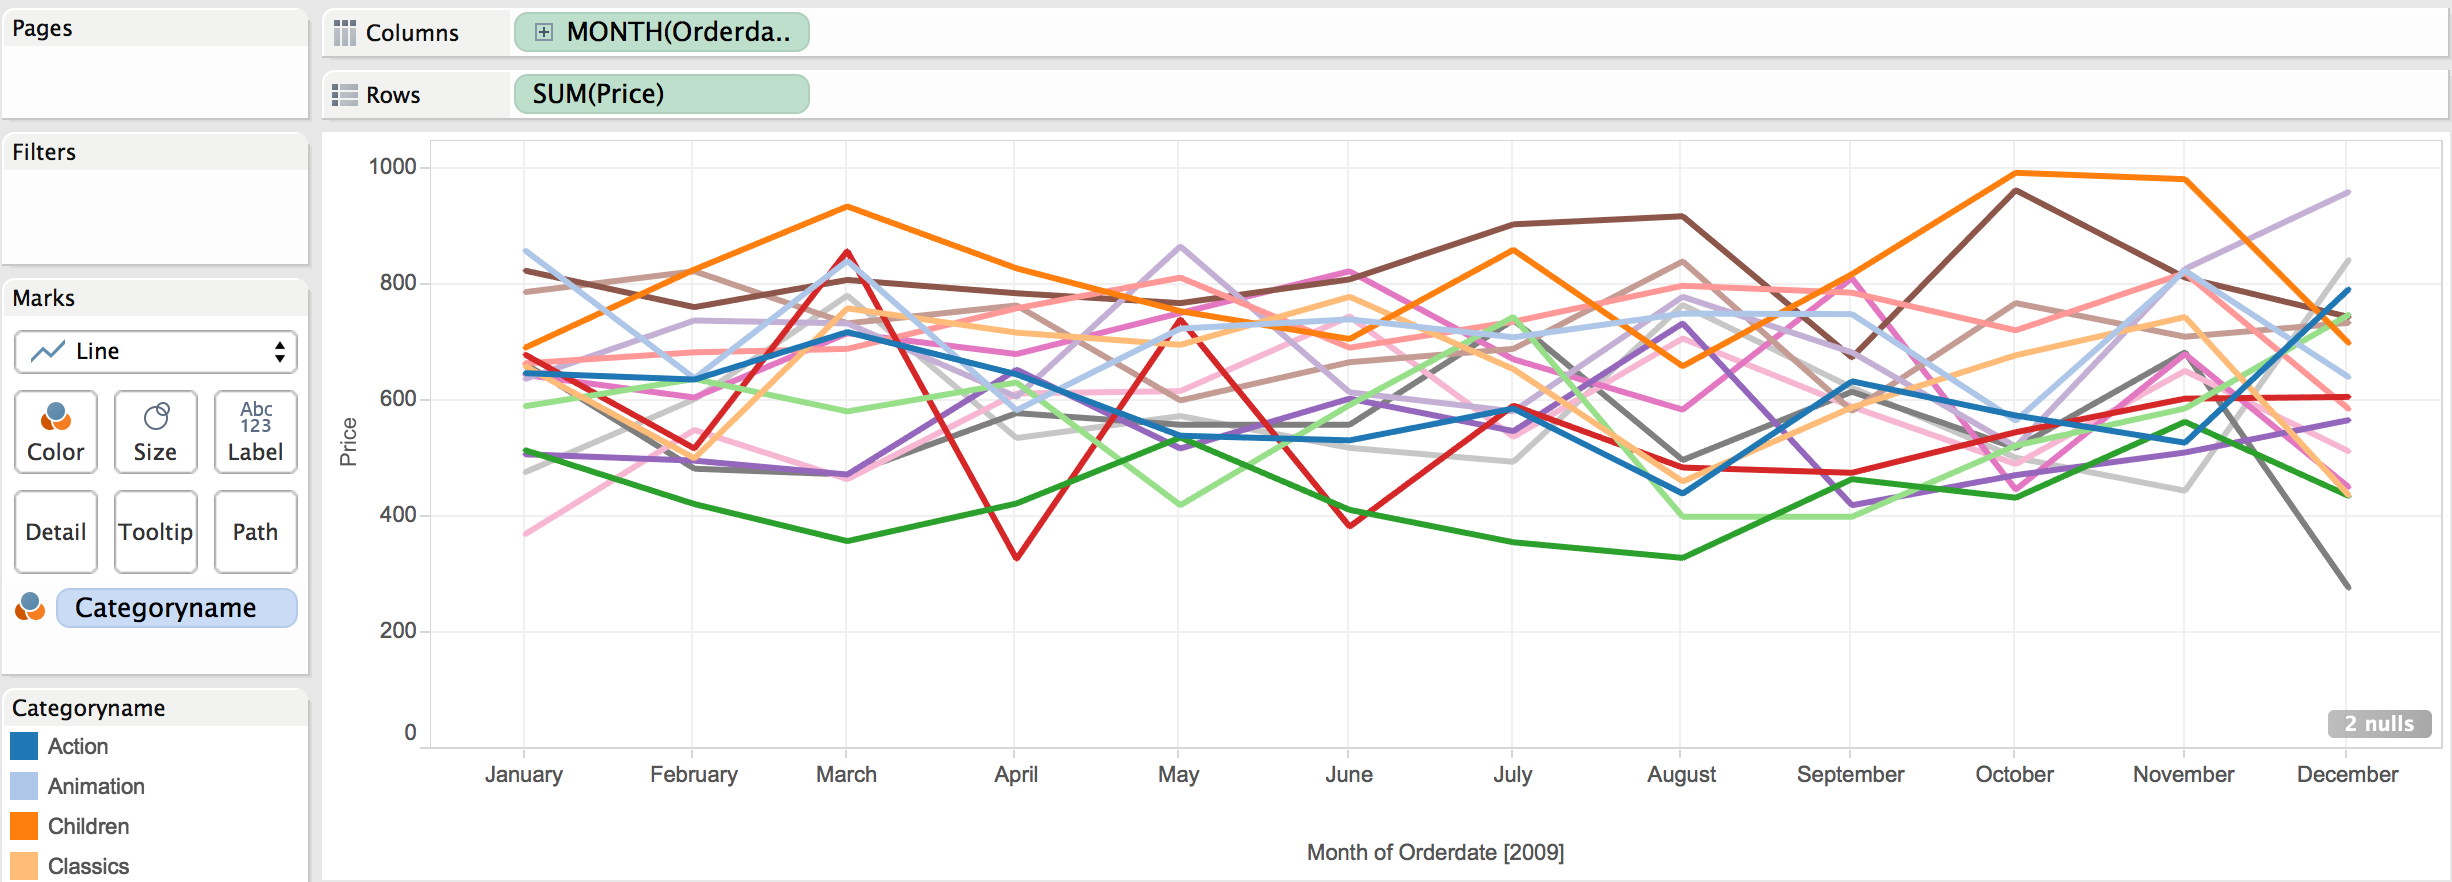 Pages
Columns
MONTH(Orderda..
Rows
SUM(Price)
Filters
Marks
Line
Color
Size
Abc
123
Label
Detail
Tooltip
Path
Categoryname
Categoryname
Action
Animation
Children
Classics
Price
1000
800
600
400
200
0
2 nulls
January February March April May June July August September October November December
Month of Orderdate [2009]